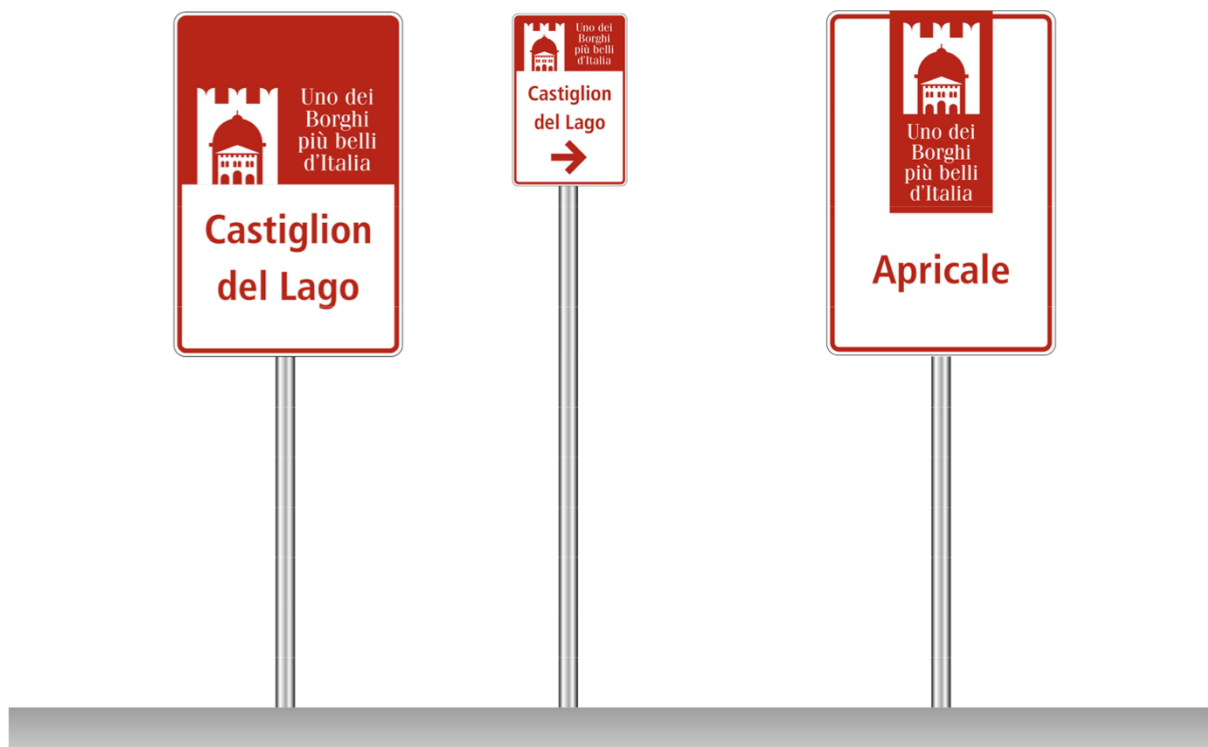 Uno dei
Borghi
più belli
d'Italia
Castiglion
del Lago
Uno dei
Borghi
più belli
d'Italia
Castiglion
del Lago
Uno dei
Borghi
più belli
d'Italia
Apricale